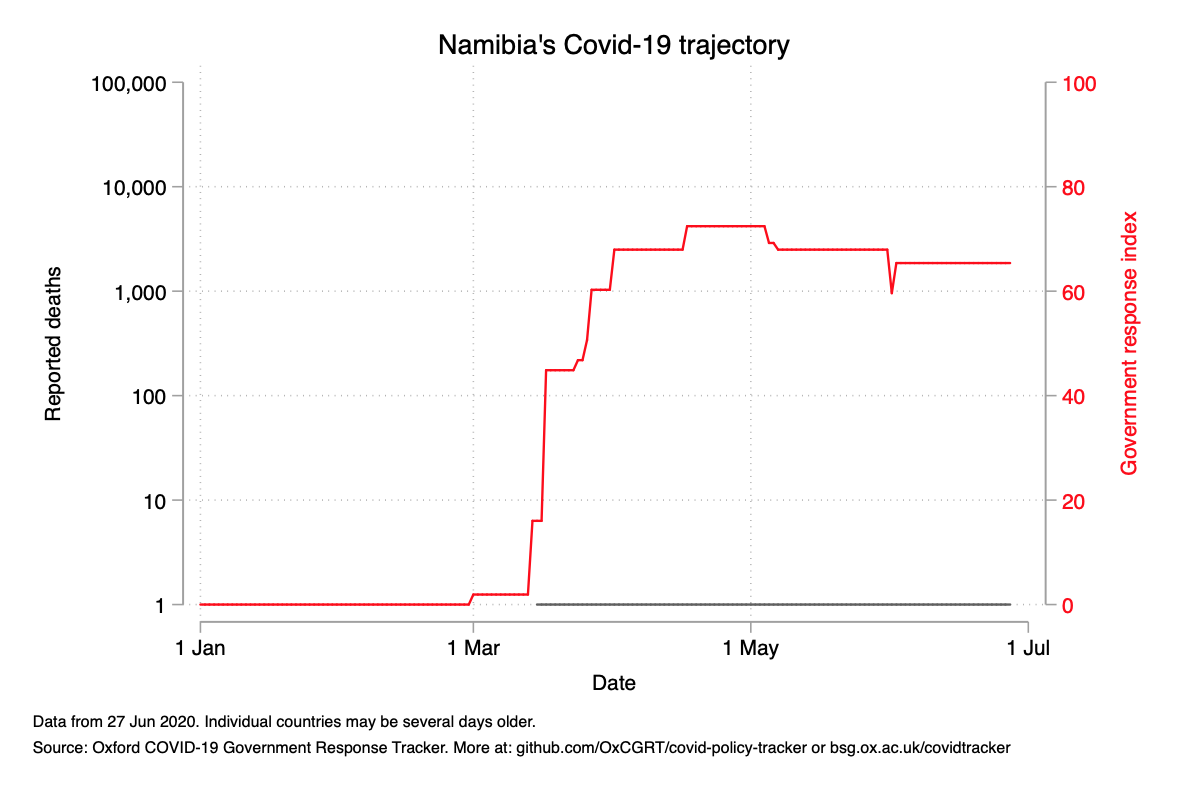 Namibia's Covid-19 trajectory
100,000
10,000
1,000
100
10
1
Reported deaths
100
80
60
40
20
0
Government response index
1 Jan
1 Mar
1 May
1 Jul
Date
Data from 27 Jun 2020. Individual countries may be several days older.
Source: Oxford COVID-19 Government Response Tracker. More at: github.com/OxCGRT/covid-policy-tracker or bsg.ox.ac.uk/covidtracker